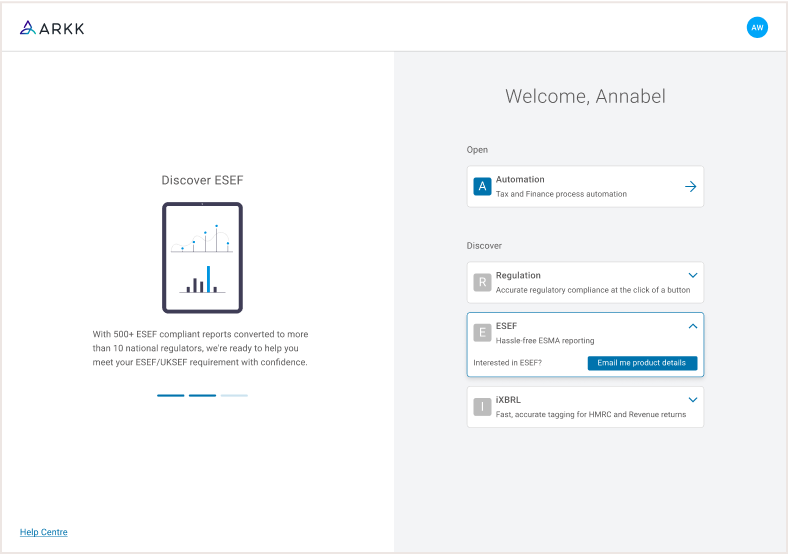 ARKK
AW
Discover ESEF
With 500+ ESEF compliant reports converted to more
than 10 national regulators, we're ready to help you
meet your ESEF/UKSEF requirement with confidence.
Help Centre
Welcome, Annabel
Open
A
Automation
Tax and Finance process automation
Discover
R
Regulation
Accurate regulatory compliance at the click of a button
E
ESEF
Hassle-free ESMA reporting
Interested in ESEF?
Email me product details
I
iXBRL
Fast, accurate tagging for HMRC and Revenue returns